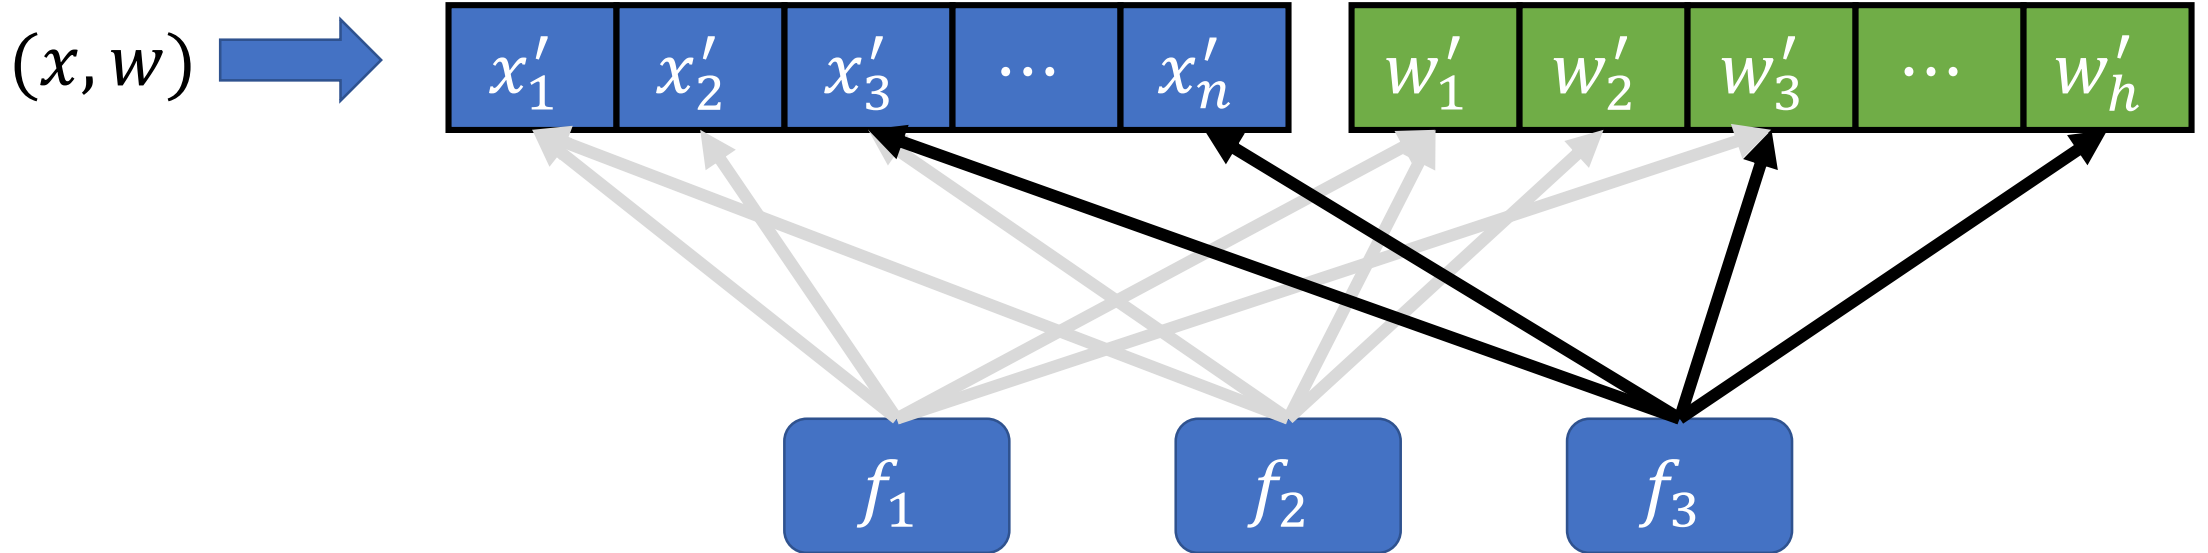 (x, w) x′₁ x′₂ x′₃ ⋯ x′ₙ w′₁ w′₂ w′₃ ⋯ w′ₕ
f₁ f₂ f₃